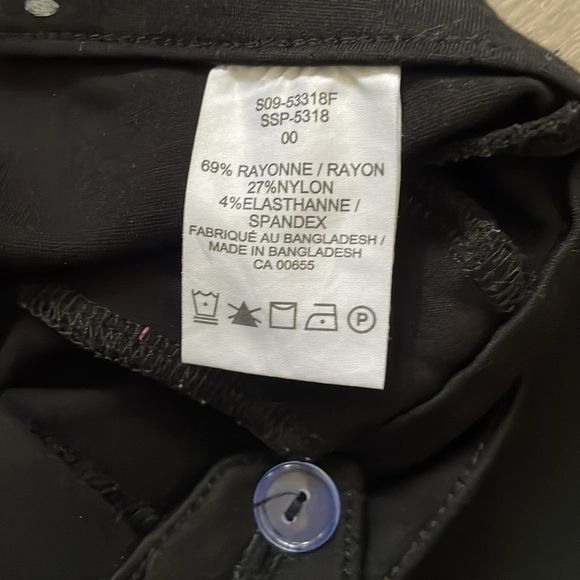 S09-53318F
SSP-5318
00
69% RAYONNE / RAYON
27%NYLON
4%ELASTHANNE /
SPANDEX
FABRIQUÉ AU BANGLADESH /
MADE IN BANGLADESH
CA 00655
P